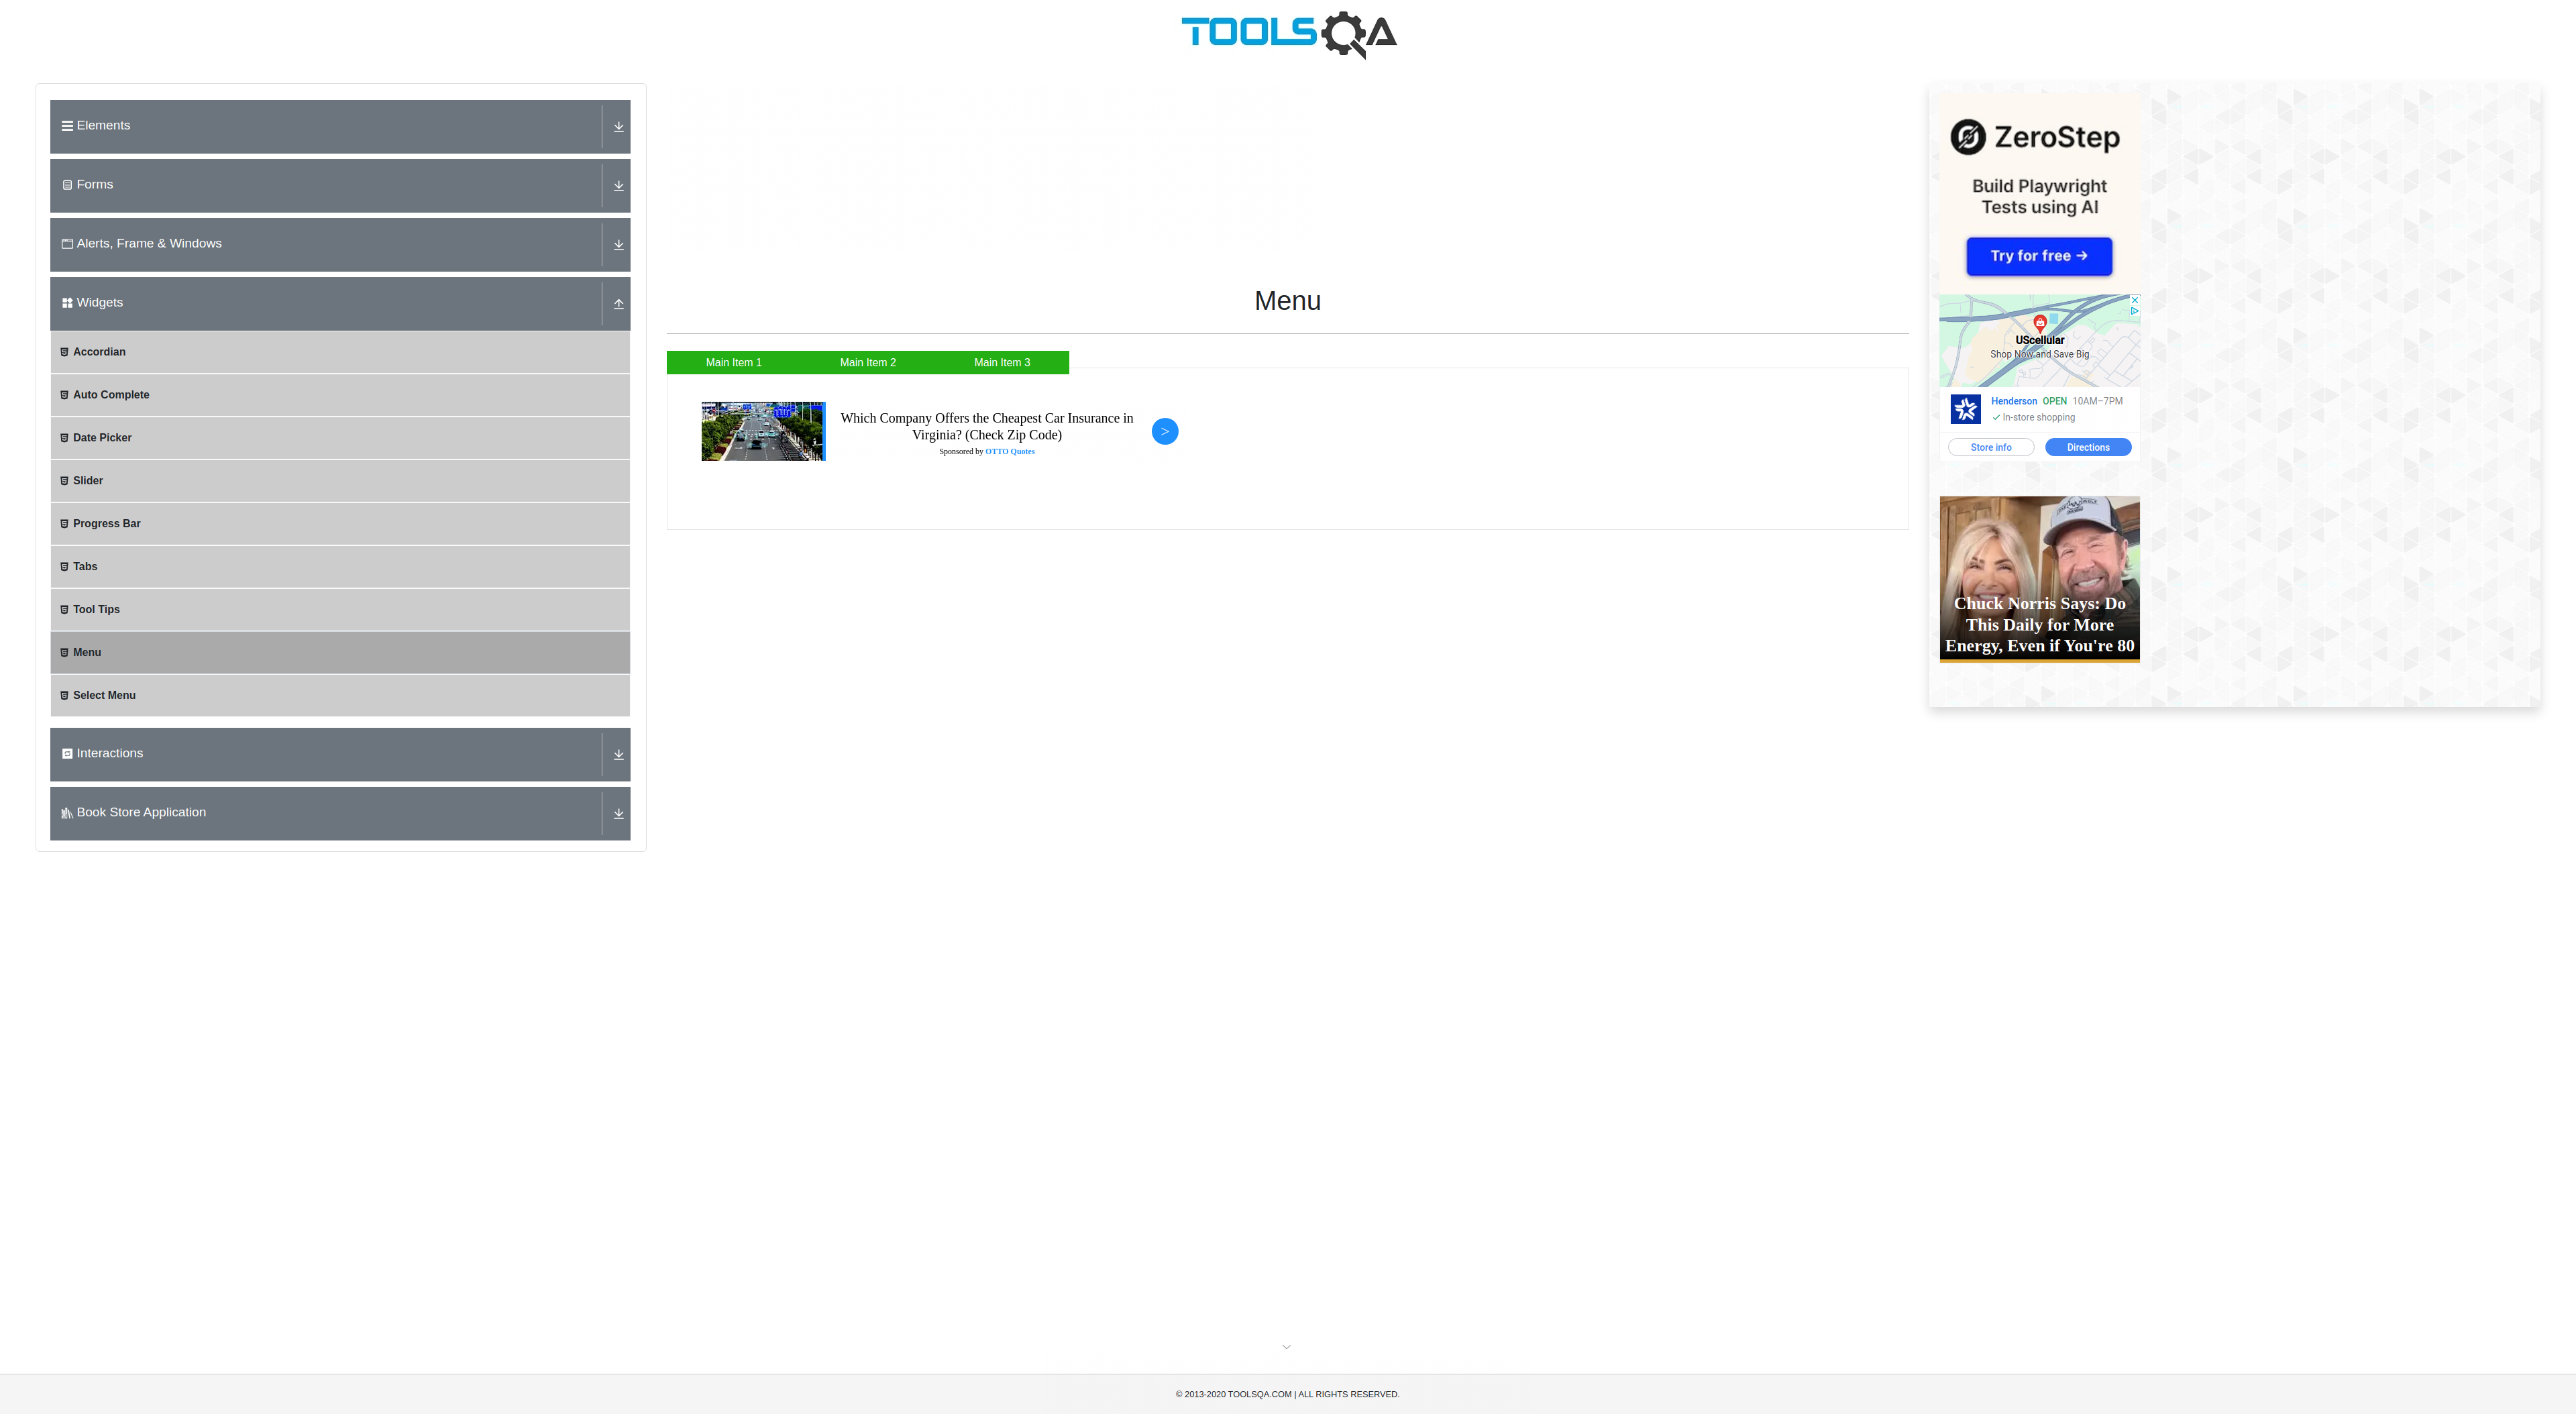 TOOLSQA
Elements
Forms
Alerts, Frame & Windows
Widgets
Accordian
Auto Complete
Date Picker
Slider
Progress Bar
Tabs
Tool Tips
Menu
Select Menu
Interactions
Book Store Application
Menu
Main Item 1
Main Item 2
Main Item 3
Which Company Offers the Cheapest Car Insurance in
Virginia? (Check Zip Code)
Sponsored by OTTO Quotes
>
ZeroStep
Build Playwright
Tests using AI
Try for free →
UScellular
Shop Now and Save Big
Henderson OPEN 10AM–7PM
In-store shopping
Store info
Directions
Chuck Norris Says: Do
This Daily for More
Energy, Even if You're 80
© 2013-2020 TOOLSQA.COM | ALL RIGHTS RESERVED.